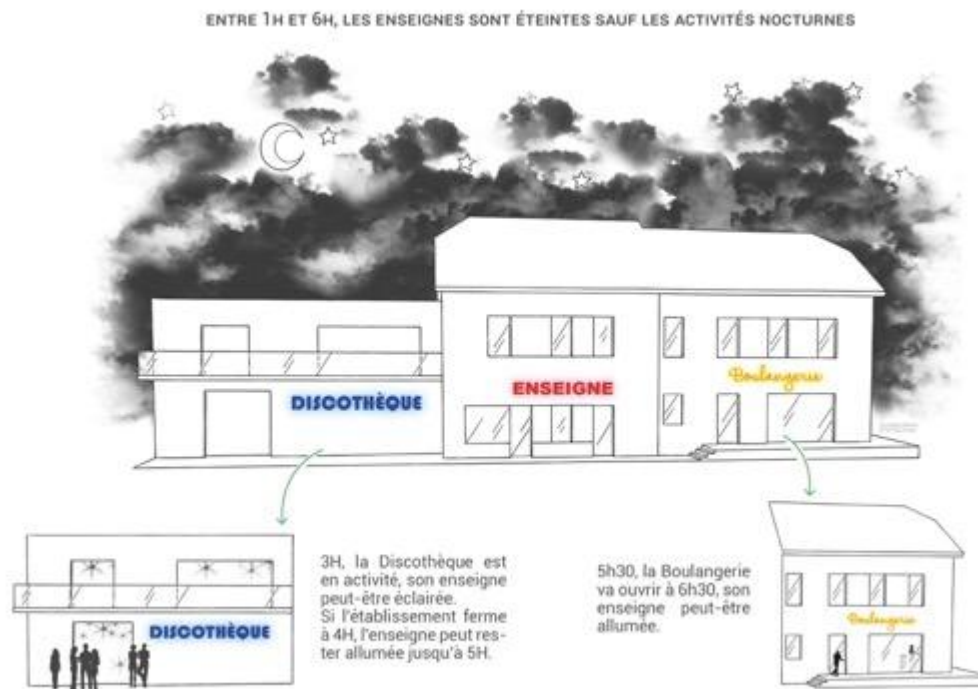 ENTRE 1H ET 6H, LES ENSEIGNES SONT ÉTEINTES SAUF LES ACTIVITÉS NOCTURNES
DISCOTHÈQUE
ENSEIGNE
Boulangerie
3H, la Discothèque est
en activité, son enseigne
peut-être éclairée.
Si l'établissement ferme
à 4H, l'enseigne peut res-
ter allumée jusqu'à 5H.
5h30, la Boulangerie
va ouvrir à 6h30, son
enseigne peut-être
allumée.
DISCOTHÈQUE
Boulangerie